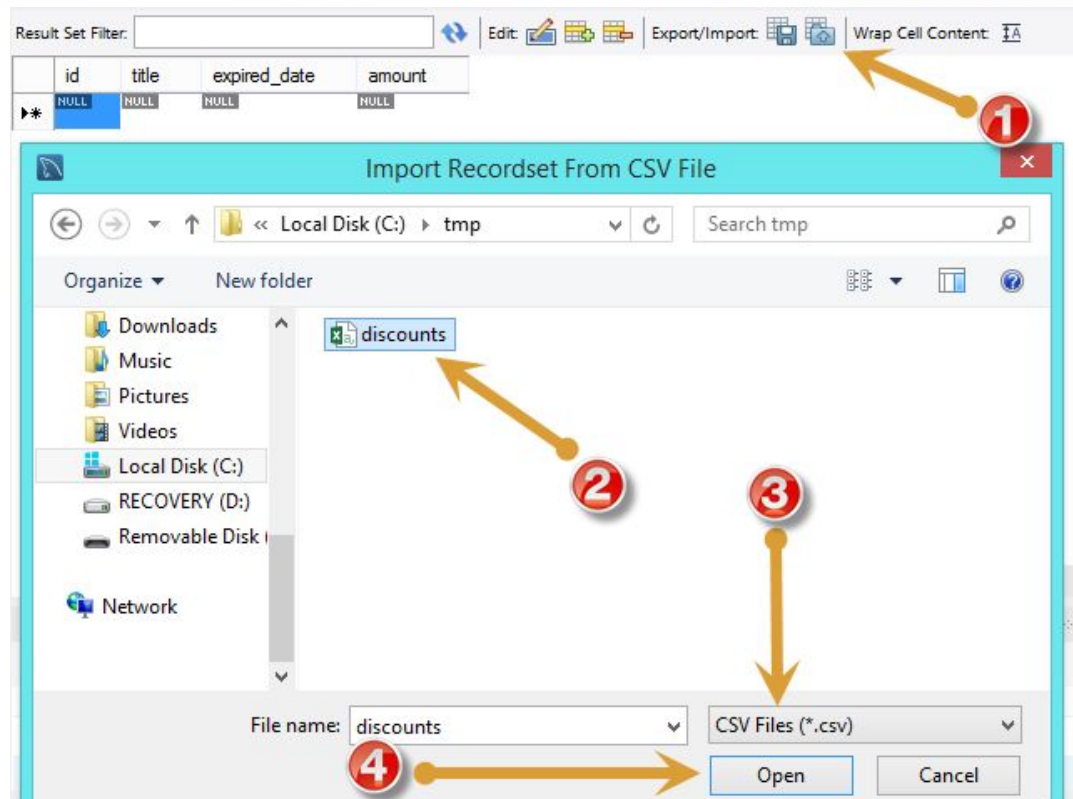 Result Set Filter: Edit: Export/Import: Wrap Cell Content: IA
1
id title expired_date amount
NULL NULL NULL NULL
Import Recordset From CSV File
« Local Disk (C:) tmp Search tmp
Organize New folder
Downloads discounts
Music
Pictures
Videos
Local Disk (C:)
2 3
RECOVERY (D:)
Removable Disk (
Network
File name: discounts CSV Files (*.csv)
4 Open Cancel